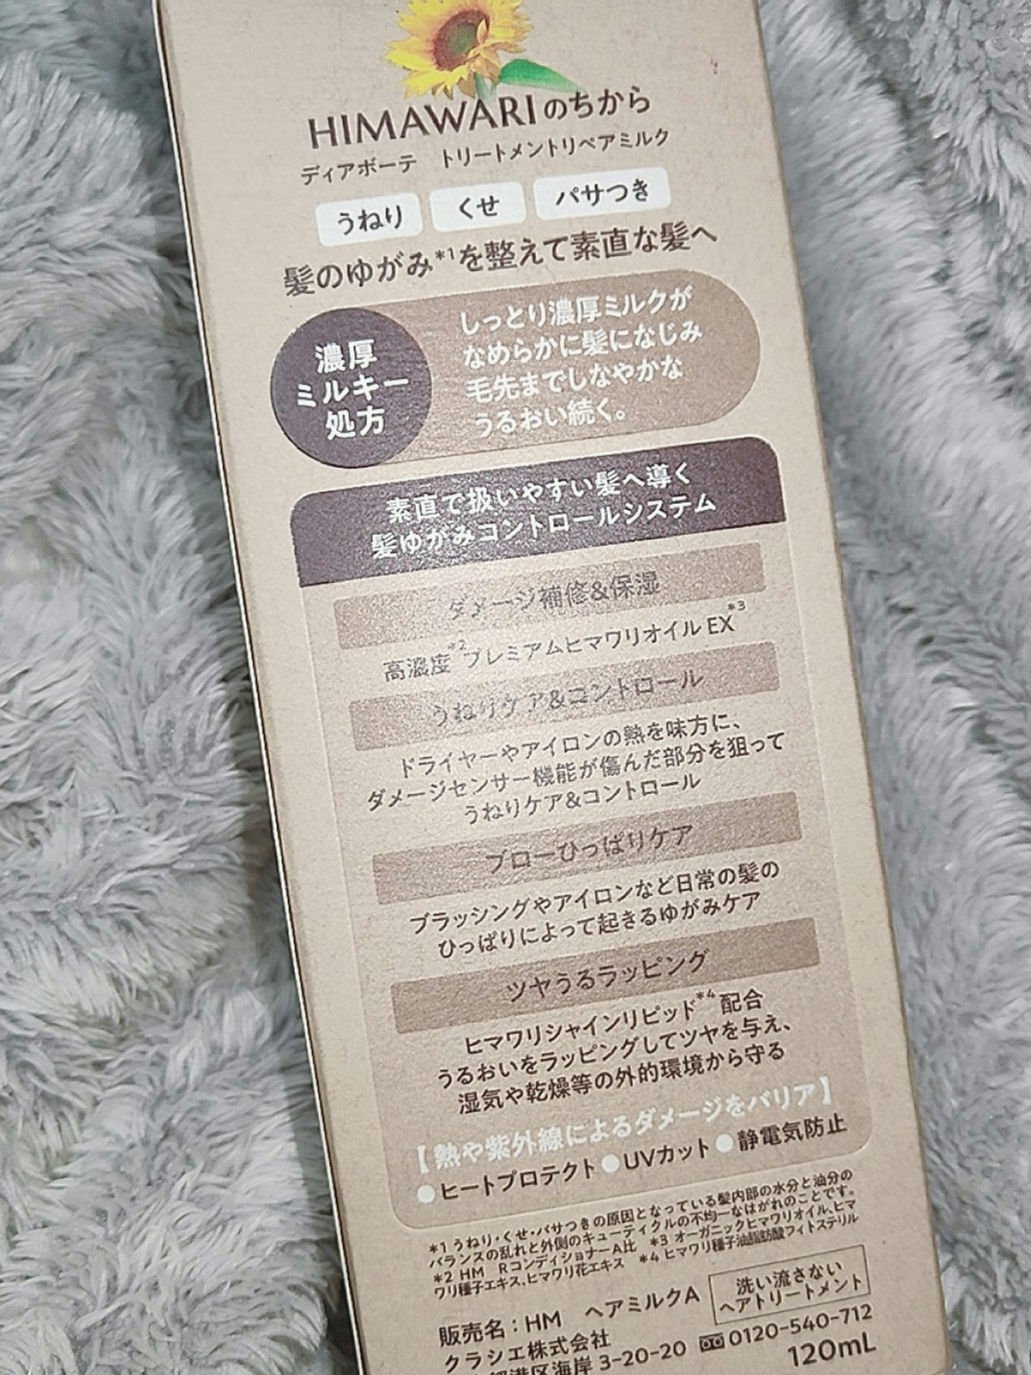 HIMAWARIのちから
ディアボーテ トリートメントリペアミルク
うねり くせ パサつき
髪のゆがみ*1を整えて素直な髪へ
濃厚
ミルキー
処方
しっとり濃厚ミルクが
なめらかに髪になじみ
毛先までしなやかな
うるおい続く。
素直で扱いやすい髪へ導く
髪ゆがみコントロールシステム
ダメージ補修&保湿
高濃度*2プレミアムヒマワリオイルEX*3
うねりケア&コントロール
ドライヤーやアイロンの熱を味方に、
ダメージセンサー機能が傷んだ部分を狙って
うねりケア&コントロール
ブローひっぱりケア
ブラッシングやアイロンなど日常の髪の
ひっぱりによって起きるゆがみケア
ツヤうるラッピング
ヒマワリシャインリピッド*4配合
うるおいをラッピングしてツヤを与え、
湿気や乾燥等の外的環境から守る
【熱や紫外線によるダメージをバリア】
●ヒートプロテクト●UVカット●静電気防止
*1 うねり・くせ・パサつきの原因となっている髪内部の水分と油分の
バランスの乱れと外側のキューティクルの不均一なはがれのことです。
*2 HM Rコンディショナー A比 *3 オーガニックヒマワリオイル、ヒマ
ワリ種子エキス、ヒマワリ花エキス *4 ヒマワリ種子油脂肪酸フィトステリル
販売名：HM ヘアミルクA
洗い流さない
ヘアトリートメント
クラシエ株式会社
港区海岸 3-20-20
0120-540-712
120mL